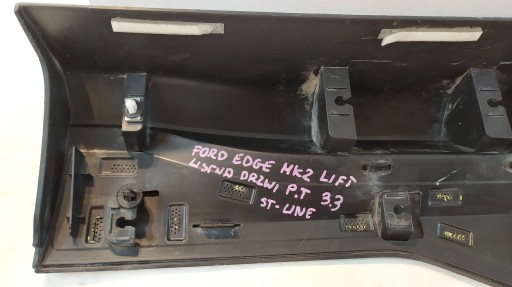 FORD EDGE MK2 LIFT
LISTWA DRZWI P.T 3,3
ST-LINE